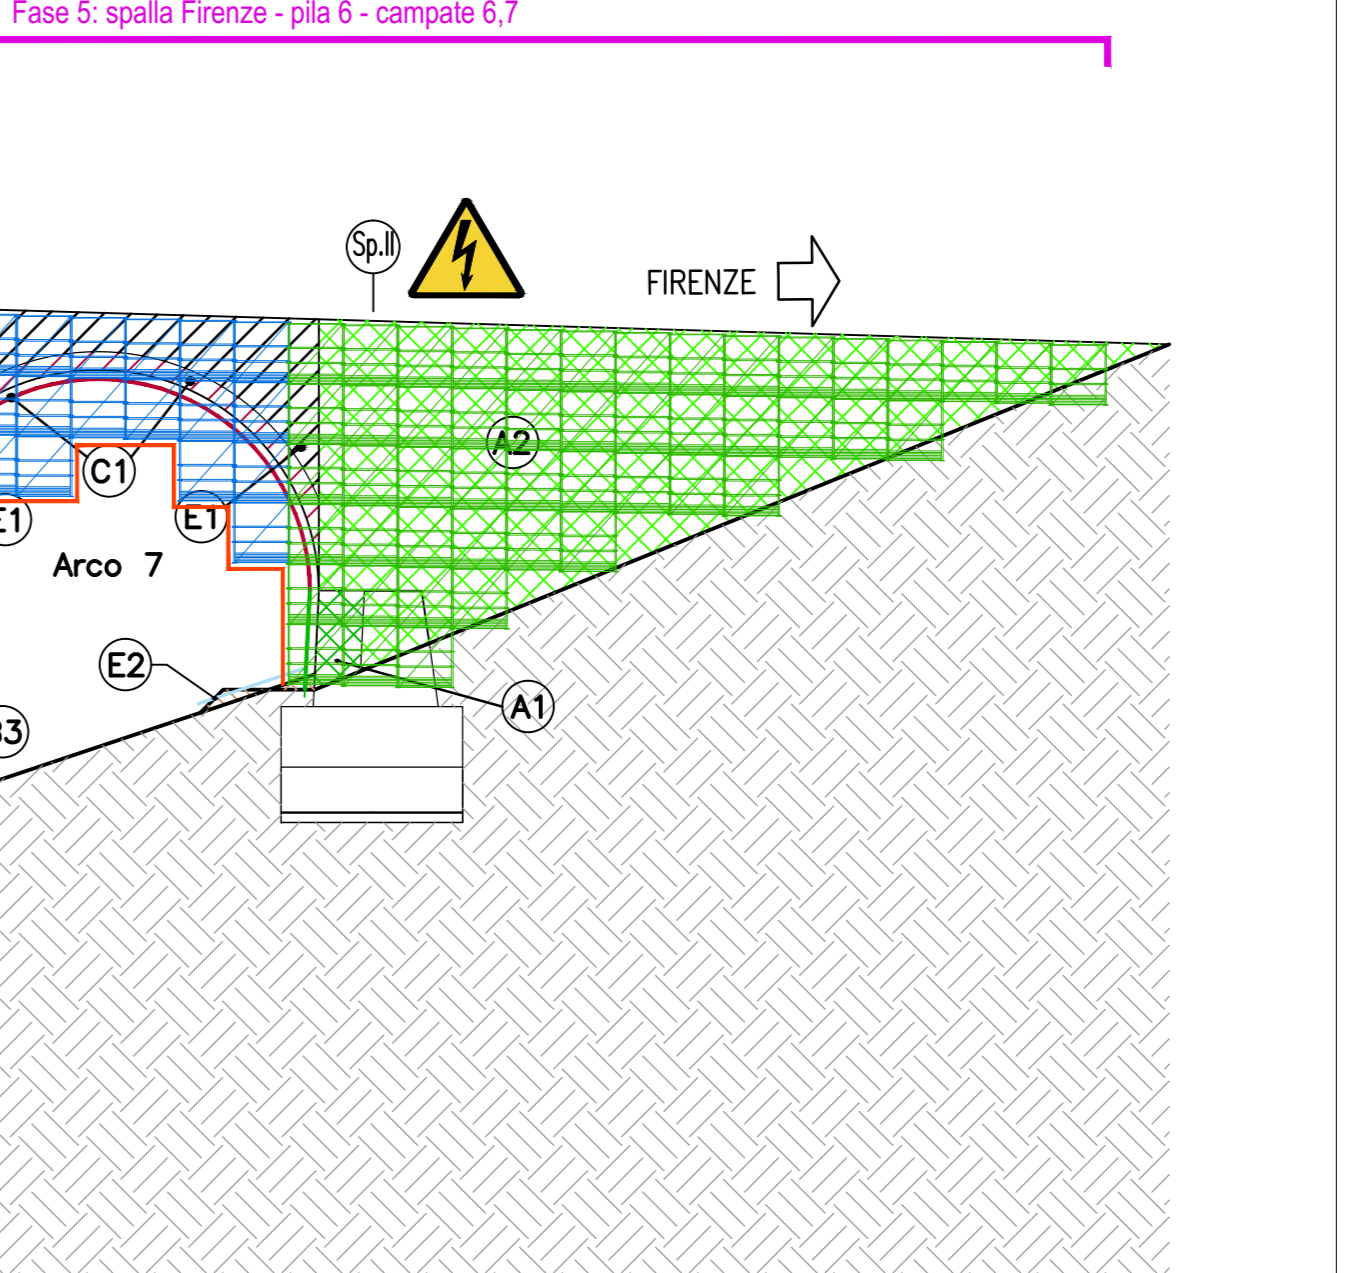 Fase 5: spalla Firenze - pila 6 - campate 6,7
Sp.II
FIRENZE
A2
C1
E1
E1
Arco 7
E2
A1
B3